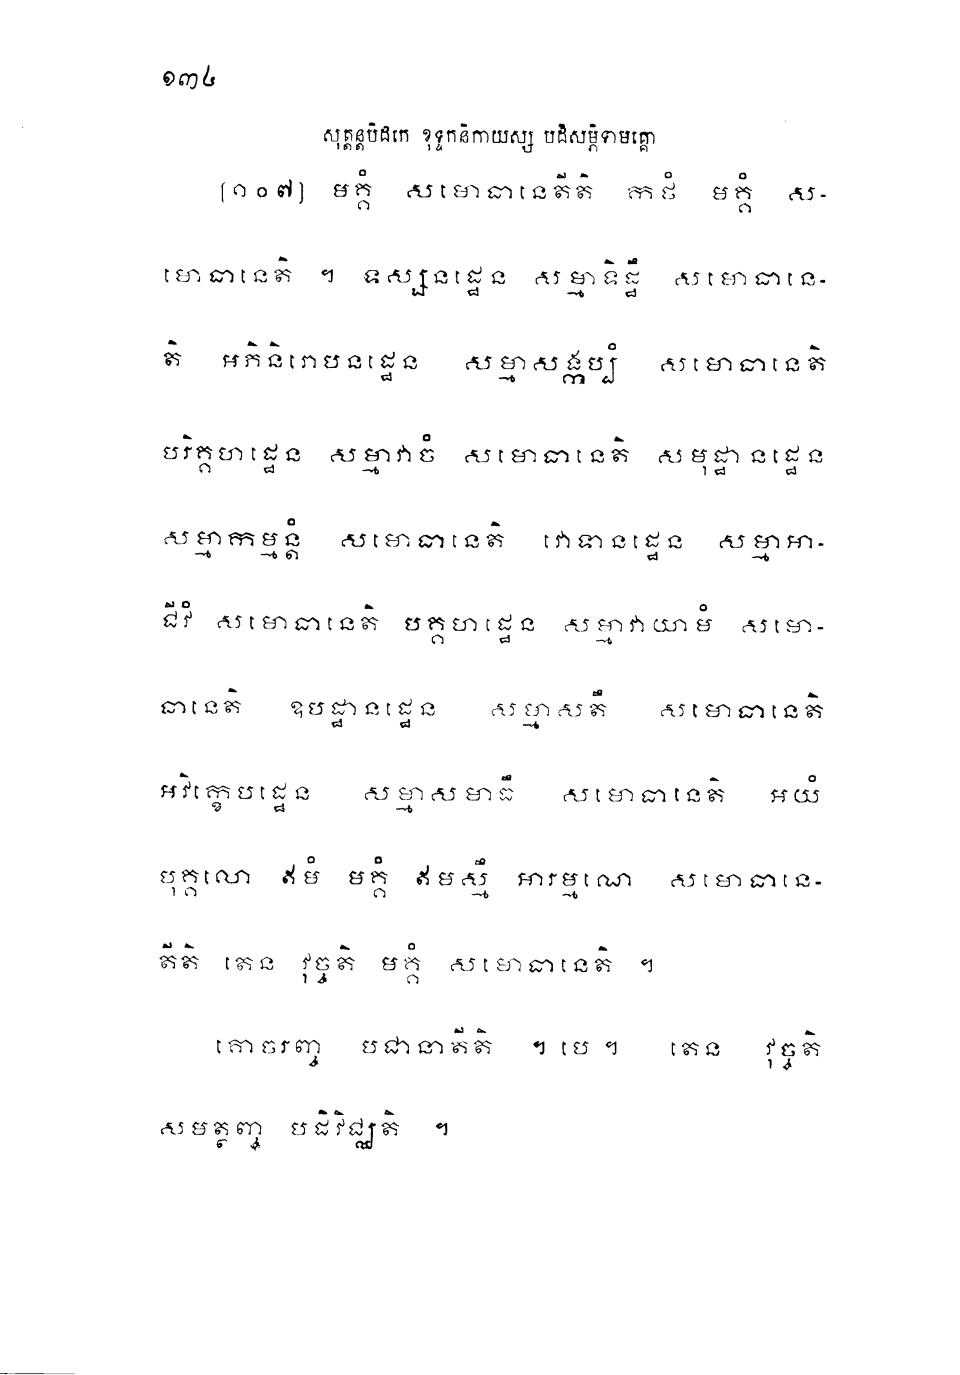 ១៣៤
សុត្តន្តបិដកេ ខុទ្ទកនិកាយស្ស បដិសម្ភិទាមគ្គោ
[១០៧] មគ្គំ សមោធានេតីតិ កថំ មគ្គំ ស-
មោធានេតិ ។ ទស្សនដ្ឋេន សម្មាទិដ្ឋឹ សមោធានេ-
តិ អភិនិរោបនដ្ឋេន សម្មាសង្កប្បំ សមោធានេតិ
បរិគ្គហដ្ឋេន សម្មាវាចំ សមោធានេតិ សមុដ្ឋានដ្ឋេន
សម្មាកម្មន្តំ សមោធានេតិ វោទានដ្ឋេន សម្មាអា-
ជីវំ សមោធានេតិ បគ្គហដ្ឋេន សម្មាវាយាមំ សមោ-
ធានេតិ ឧបដ្ឋានដ្ឋេន សម្មាសតឹ សមោធានេតិ
អវិក្ខេបដ្ឋេន សម្មាសមាធឹ សមោធានេតិ អយំ
បុគ្គលោ ឥមំ មគ្គំ ឥមស្មឹ អារម្មណេ សមោធានេ-
តីតិ តេន វុច្ចតិ មគ្គំ សមោធានេតិ ។
គោចរញ្ច បជានាតីតិ ។ បេ ។ តេន វុច្ចតិ
សមត្ថញ្ច បដិវិជ្ឈតិ ។